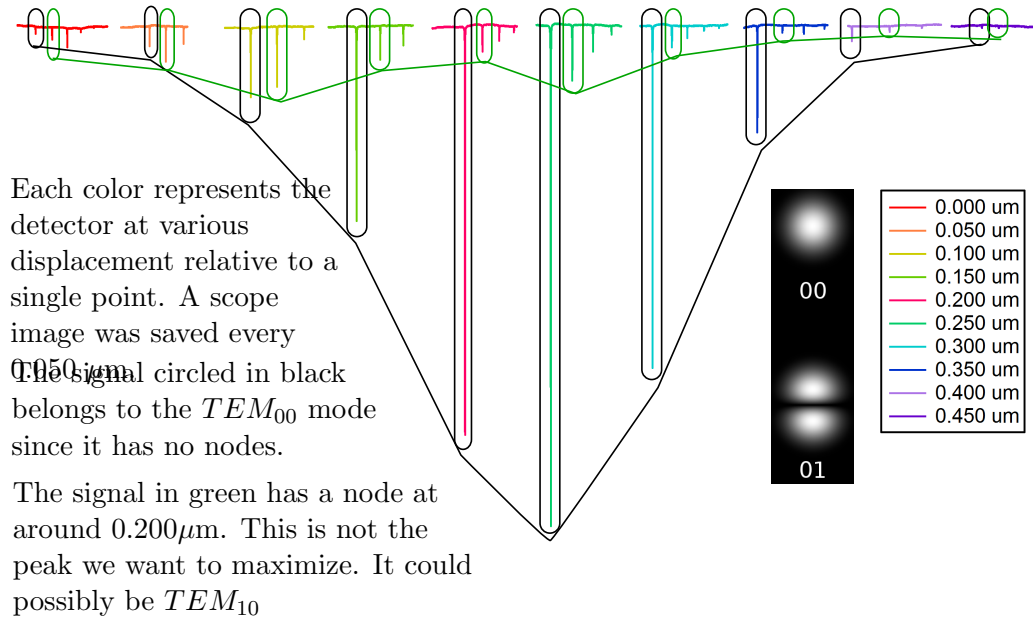 Each color represents the
detector at various
displacement relative to a
single point. A scope
image was saved every
0.050 μm.
The signal circled in black
belongs to the TEM₀₀ mode
since it has no nodes.
The signal in green has a node at
around 0.200μm. This is not the
peak we want to maximize. It could
possibly be TEM₁₀
00
01
0.000 um
0.050 um
0.100 um
0.150 um
0.200 um
0.250 um
0.300 um
0.350 um
0.400 um
0.450 um